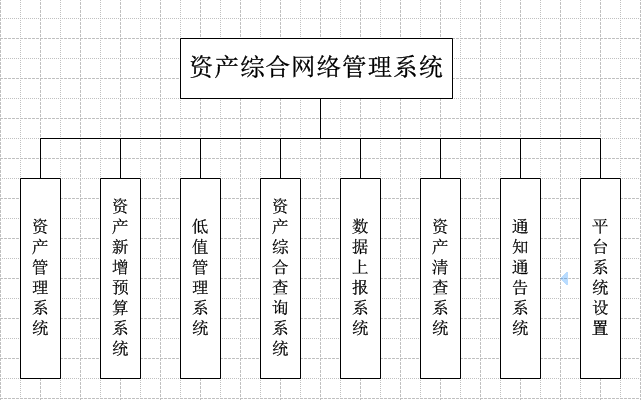 资产综合网络管理系统
资产管理系统
资产新增预算系统
低值管理系统
资产综合查询系统
数据上报系统
资产清查系统
通知通告系统
平台系统设置